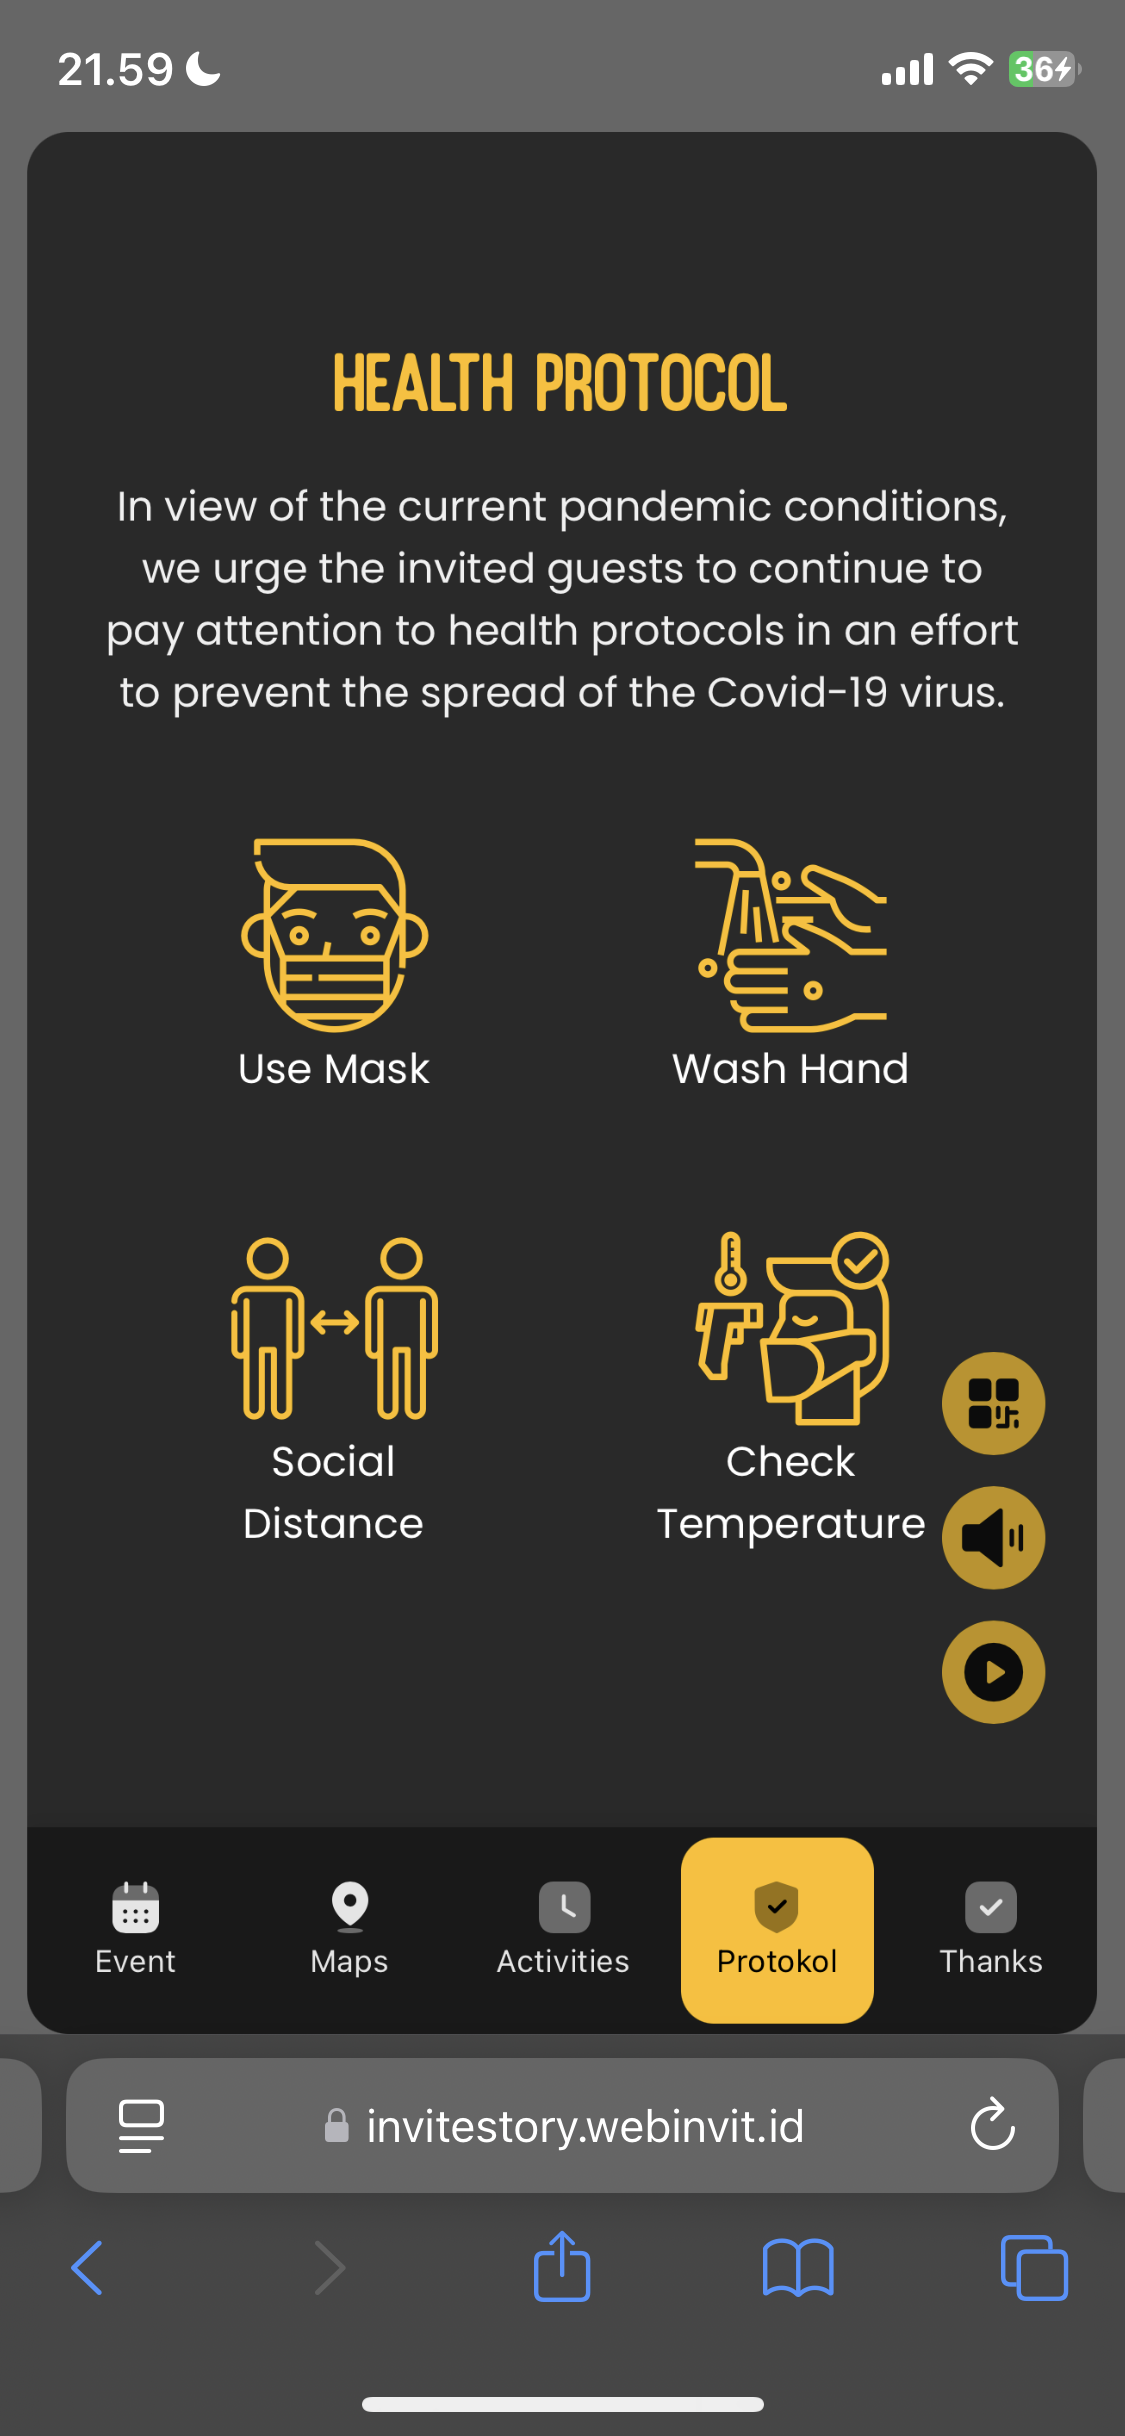 21.59
36
HEALTH PROTOCOL
In view of the current pandemic conditions,
we urge the invited guests to continue to
pay attention to health protocols in an effort
to prevent the spread of the Covid-19 virus.
Use Mask
Wash Hand
Social
Distance
Check
Temperature
Event
Maps
Activities
Protokol
Thanks
invitestory.webinvit.id